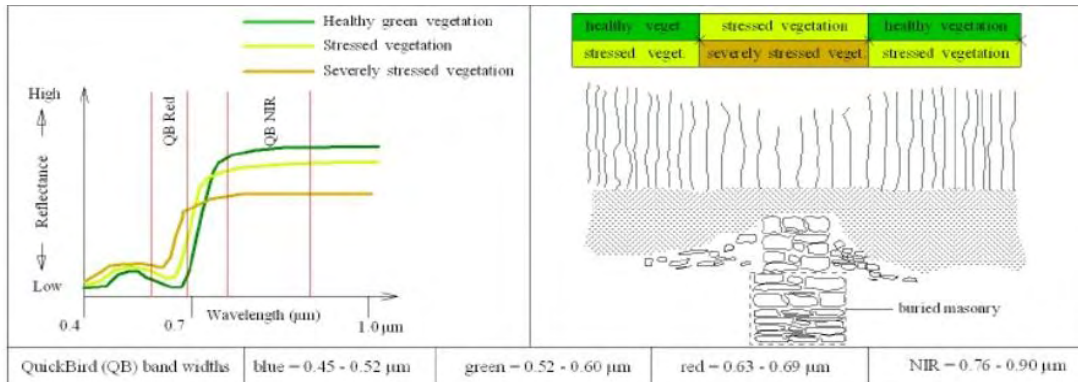 Healthy green vegetation
Stressed vegetation
Severely stressed vegetation
High
Reflectance
Low
QB Red
QB NIR
0.4
0.7
Wavelength (µm)
1.0 µm
healthy veget.
stressed vegetation
healthy vegetation
stressed veget.
severely stressed veget.
stressed vegetation
buried masonry
QuickBird (QB) band widths
blue = 0.45 - 0.52 µm
green = 0.52 - 0.60 µm
red = 0.63 - 0.69 µm
NIR = 0.76 - 0.90 µm